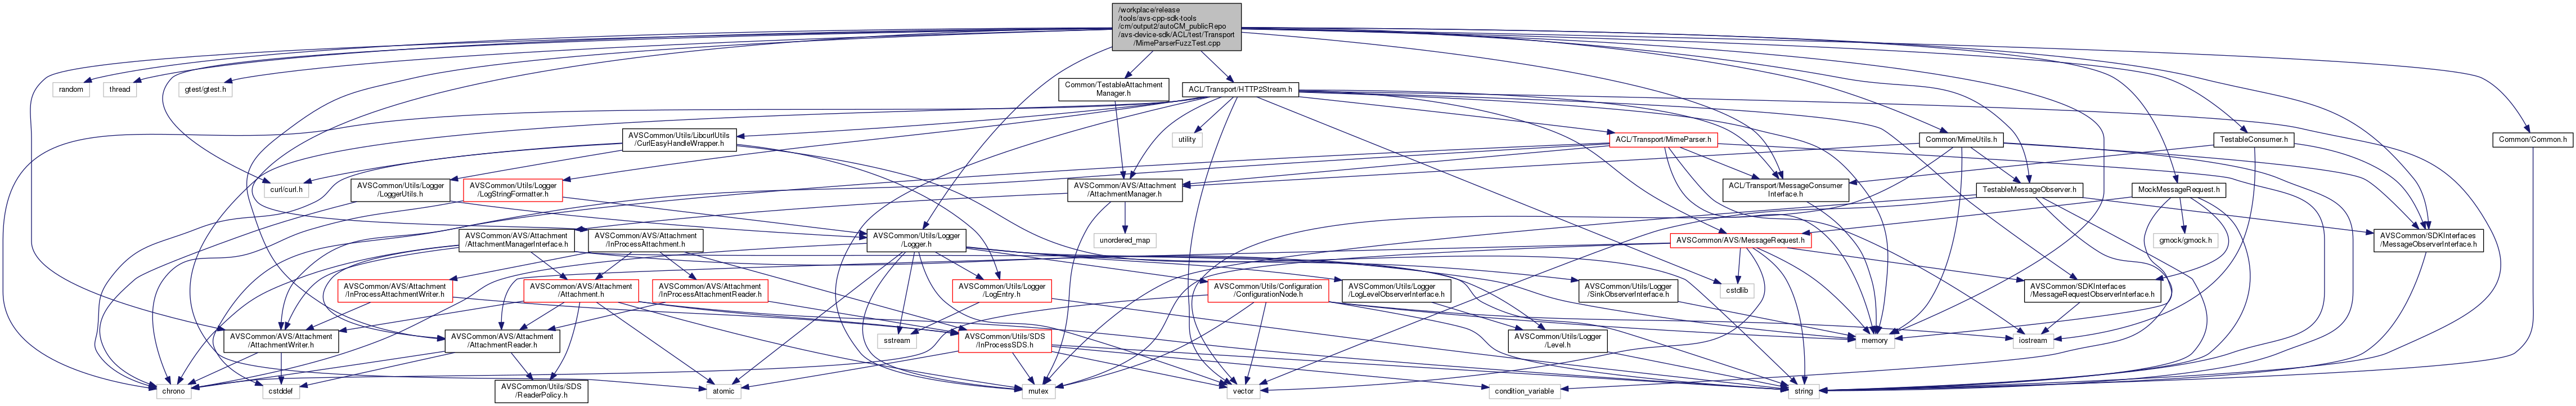 /workplace/release
/tools/avs-cpp-sdk-tools
/cm/output2/autoCM_publicRepo
/avs-device-sdk/ACL/test/Transport
/MimeParserFuzzTest.cpp
random
thread
gtest/gtest.h
Common/TestableAttachment
Manager.h
ACL/Transport/HTTP2Stream.h
AVSCommon/Utils/LibcurlUtils
/CurlEasyHandleWrapper.h
utility
ACL/Transport/MimeParser.h
Common/MimeUtils.h
TestableConsumer.h
Common/Common.h
curl/curl.h
AVSCommon/Utils/Logger
/LoggerUtils.h
AVSCommon/Utils/Logger
/LogStringFormatter.h
AVSCommon/AVS/Attachment
/AttachmentManager.h
ACL/Transport/MessageConsumer
Interface.h
TestableMessageObserver.h
MockMessageRequest.h
AVSCommon/AVS/Attachment
/AttachmentManagerInterface.h
AVSCommon/AVS/Attachment
/InProcessAttachment.h
AVSCommon/Utils/Logger
/Logger.h
unordered_map
AVSCommon/AVS/MessageRequest.h
gmock/gmock.h
AVSCommon/SDKInterfaces
/MessageObserverInterface.h
AVSCommon/AVS/Attachment
/InProcessAttachmentWriter.h
AVSCommon/AVS/Attachment
/Attachment.h
AVSCommon/AVS/Attachment
/InProcessAttachmentReader.h
AVSCommon/Utils/Logger
/LogEntry.h
AVSCommon/Utils/Configuration
/ConfigurationNode.h
AVSCommon/Utils/Logger
/LogLevelObserverInterface.h
AVSCommon/Utils/Logger
/SinkObserverInterface.h
cstdlib
AVSCommon/SDKInterfaces
/MessageRequestObserverInterface.h
AVSCommon/AVS/Attachment
/AttachmentWriter.h
AVSCommon/AVS/Attachment
/AttachmentReader.h
sstream
AVSCommon/Utils/SDS
/InProcessSDS.h
AVSCommon/Utils/Logger
/Level.h
memory
iostream
chrono
cstddef
AVSCommon/Utils/SDS
/ReaderPolicy.h
atomic
mutex
vector
condition_variable
string